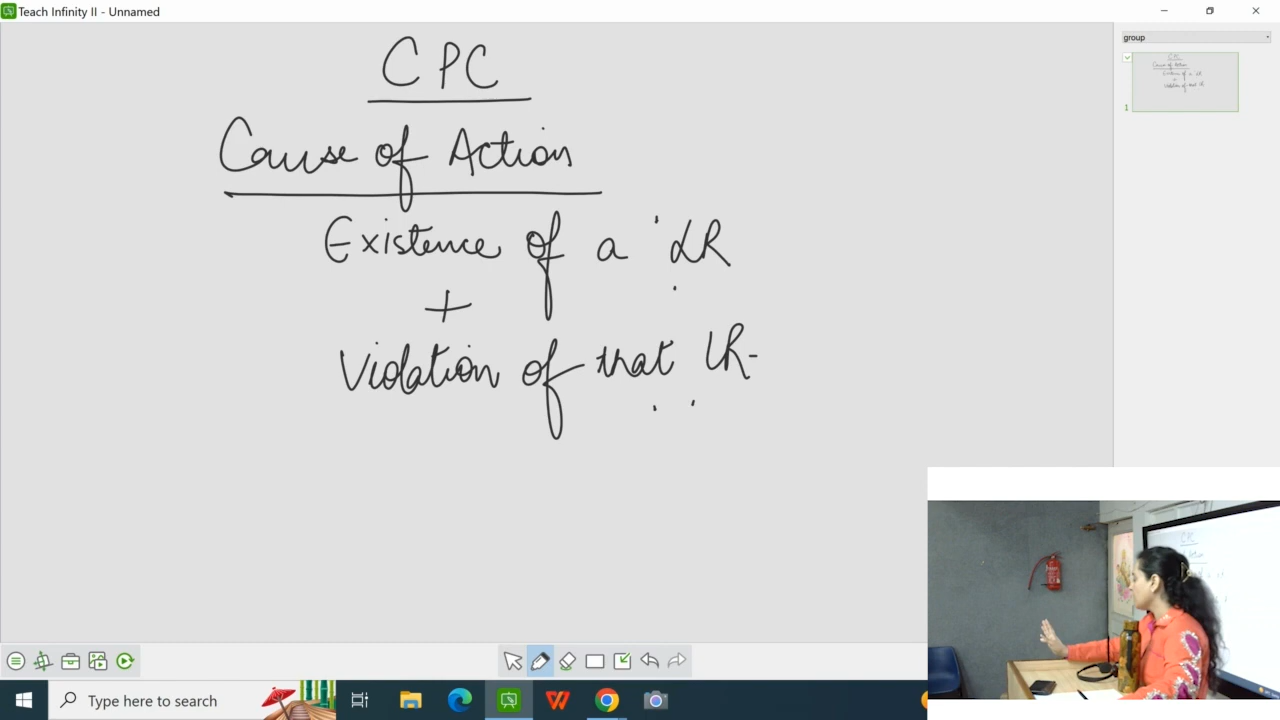 Teach Infinity II - Unnamed
group
CPC
Cause of Action
Existence of a LR
+
Violation of that LR-
1
Type here to search